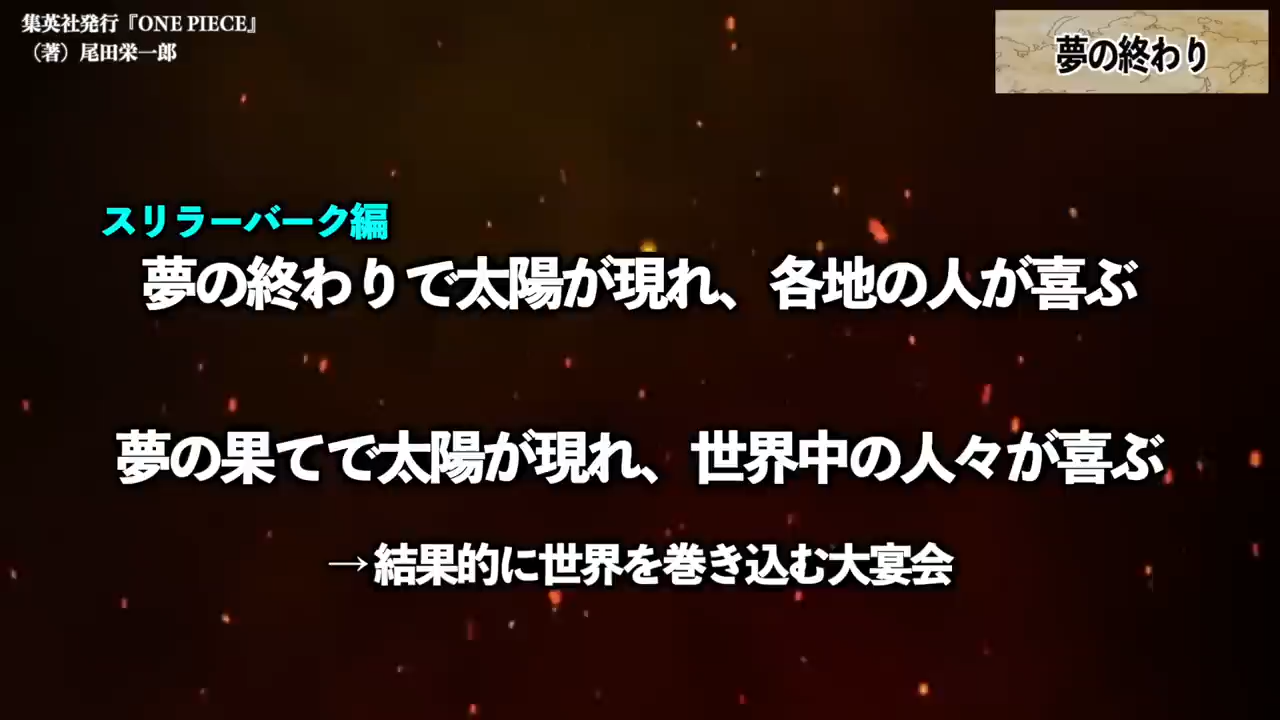 集英社発行『ONE PIECE』
（著）尾田栄一郎
夢の終わり
スリラーバーク編
夢の終わりで太陽が現れ、各地の人が喜ぶ
夢の果てで太陽が現れ、世界中の人々が喜ぶ
→結果的に世界を巻き込む大宴会